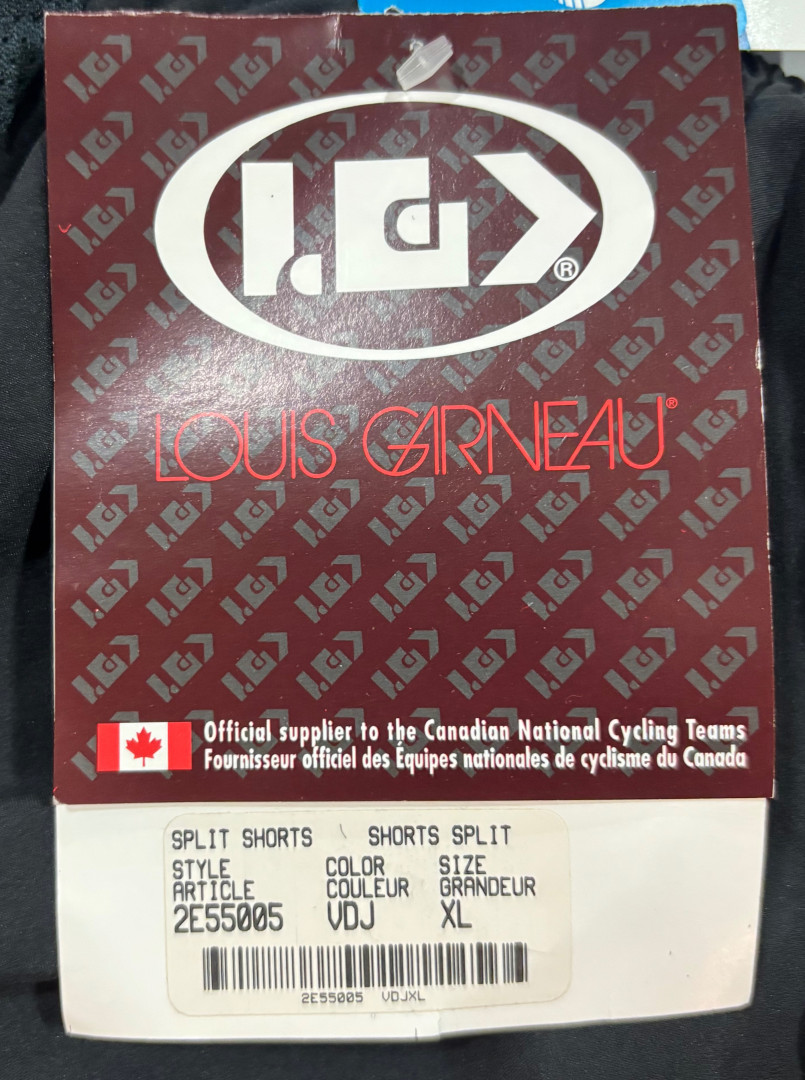 LG®
LOUIS GARNEAU®
Official supplier to the Canadian National Cycling Teams
Fournisseur officiel des Équipes nationales de cyclisme du Canada
SPLIT SHORTS SHORTS SPLIT
STYLE COLOR SIZE
ARTICLE COULEUR GRANDEUR
2E55005 VDJ XL
2E55005 VDJXL